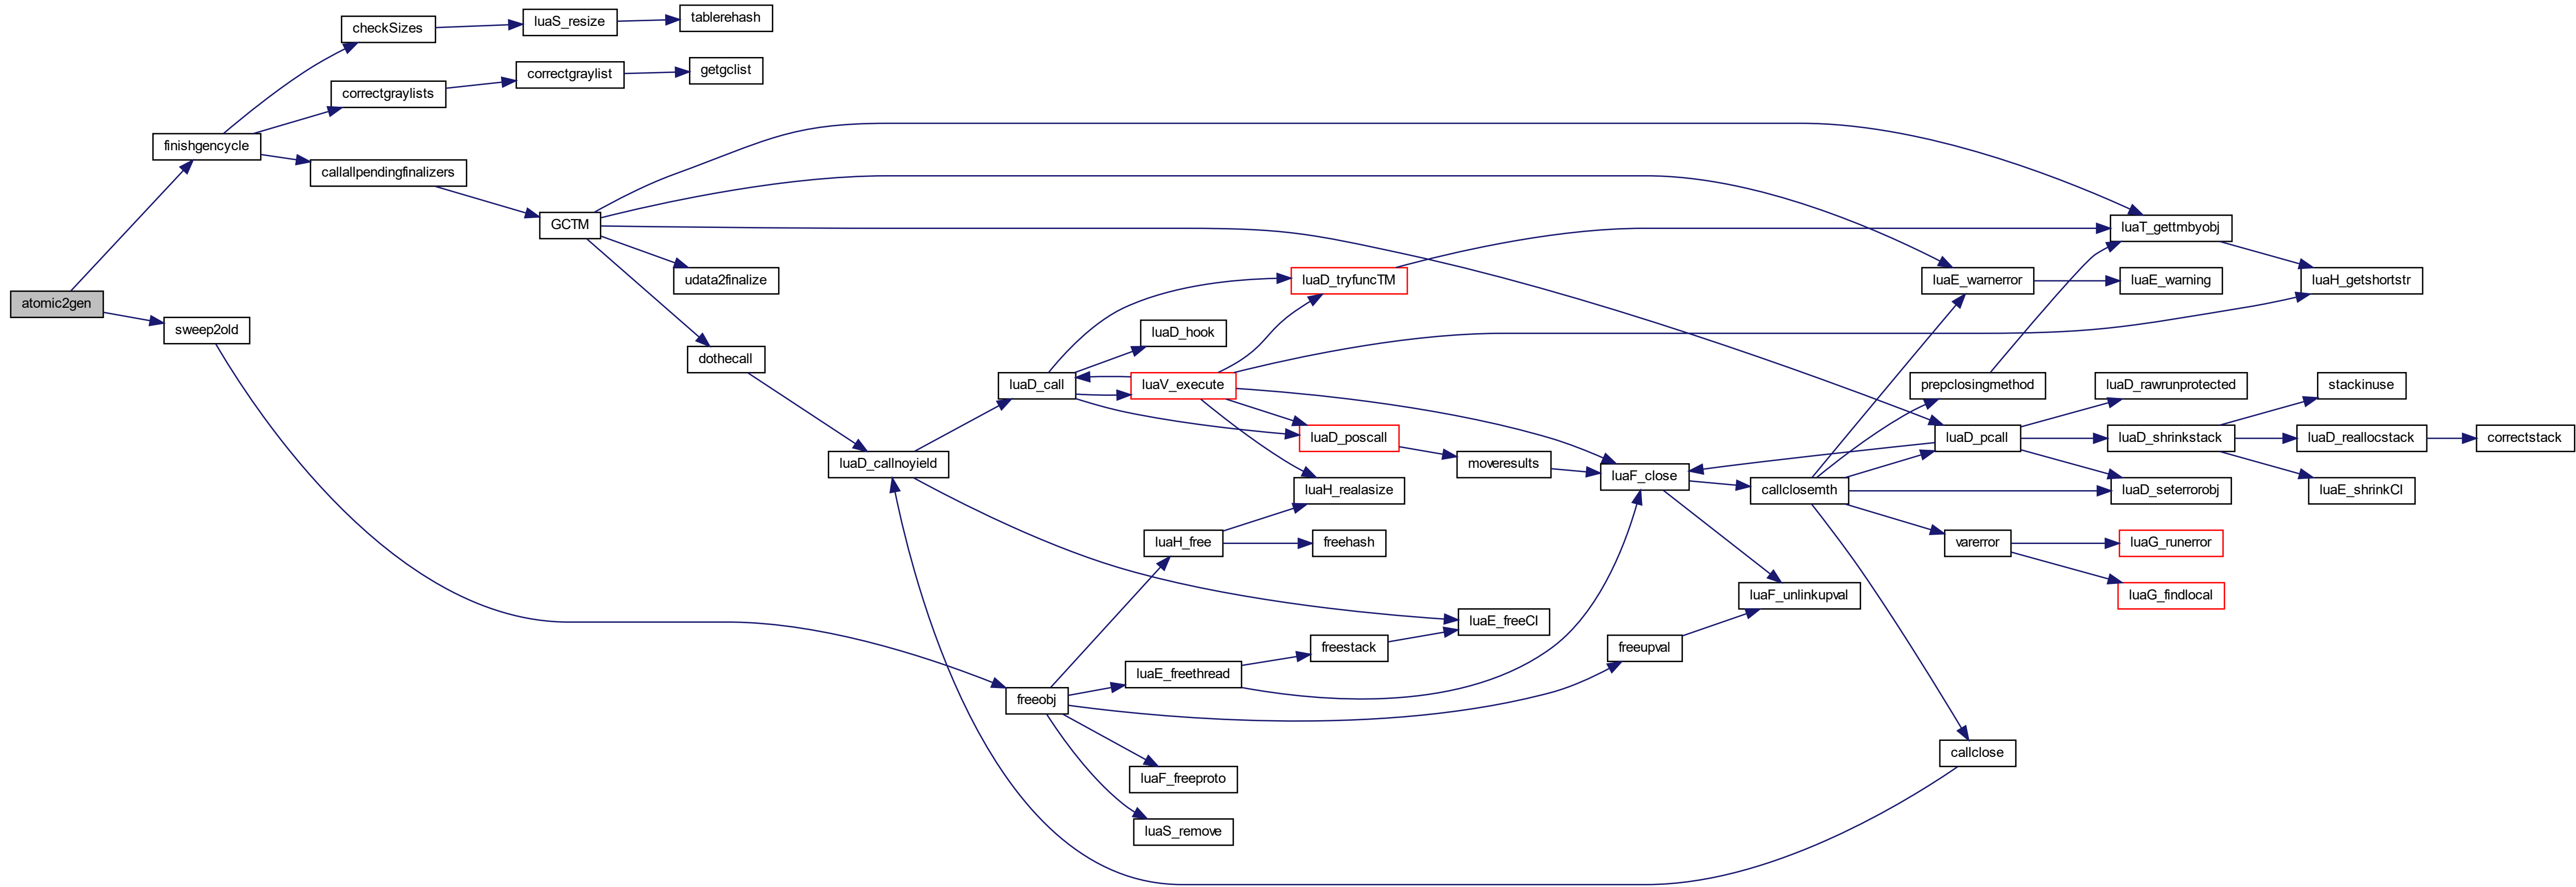 atomic2gen
finishgencycle
sweep2old
checkSizes
correctgraylists
callallpendingfinalizers
luaS_resize
correctgraylist
tablerehash
getgclist
GCTM
udata2finalize
dothecall
luaD_callnoyield
luaD_call
luaD_tryfuncTM
luaD_hook
luaV_execute
luaD_poscall
luaH_realasize
moveresults
luaF_close
luaH_free
freehash
luaE_freeCI
freestack
luaE_freethread
freeobj
freeupval
luaF_freeproto
luaS_remove
luaF_unlinkupval
callclosemth
luaT_gettmbyobj
luaE_warnerror
luaE_warning
luaH_getshortstr
prepclosingmethod
luaD_rawrunprotected
stackinuse
luaD_pcall
luaD_shrinkstack
luaD_reallocstack
correctstack
luaD_seterrorobj
luaE_shrinkCI
varerror
luaG_runerror
luaG_findlocal
callclose